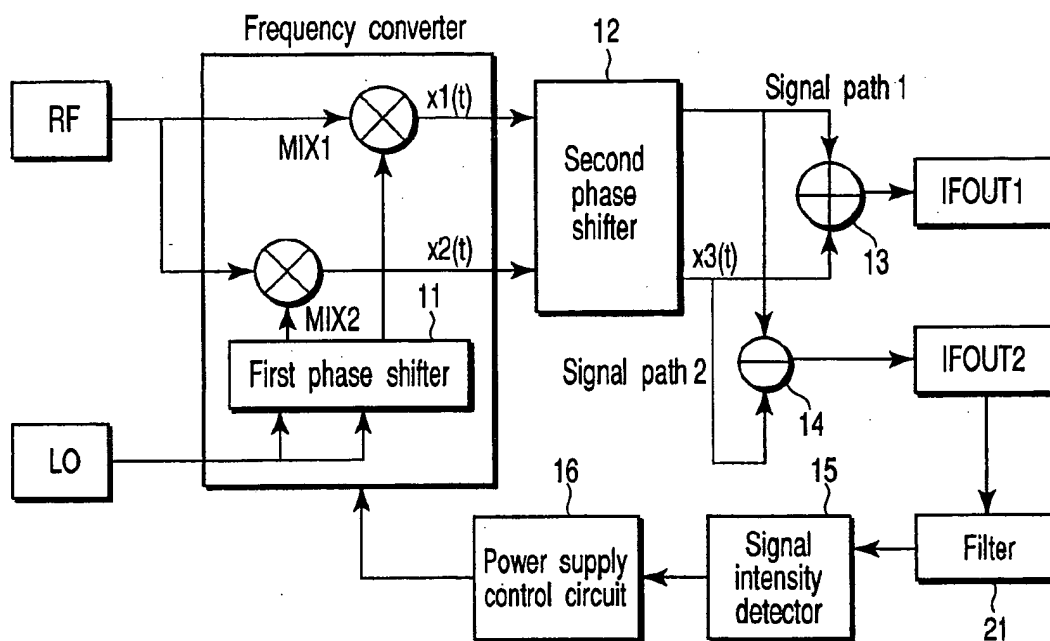 Frequency converter
12
RF
x1(t)
Signal path 1
MIX1
Second
phase
shifter
IFOUT1
13
x2(t)
x3(t)
MIX2
11
First phase shifter
Signal path 2
IFOUT2
14
LO
16
15
Power supply
control circuit
Signal
intensity
detector
Filter
21